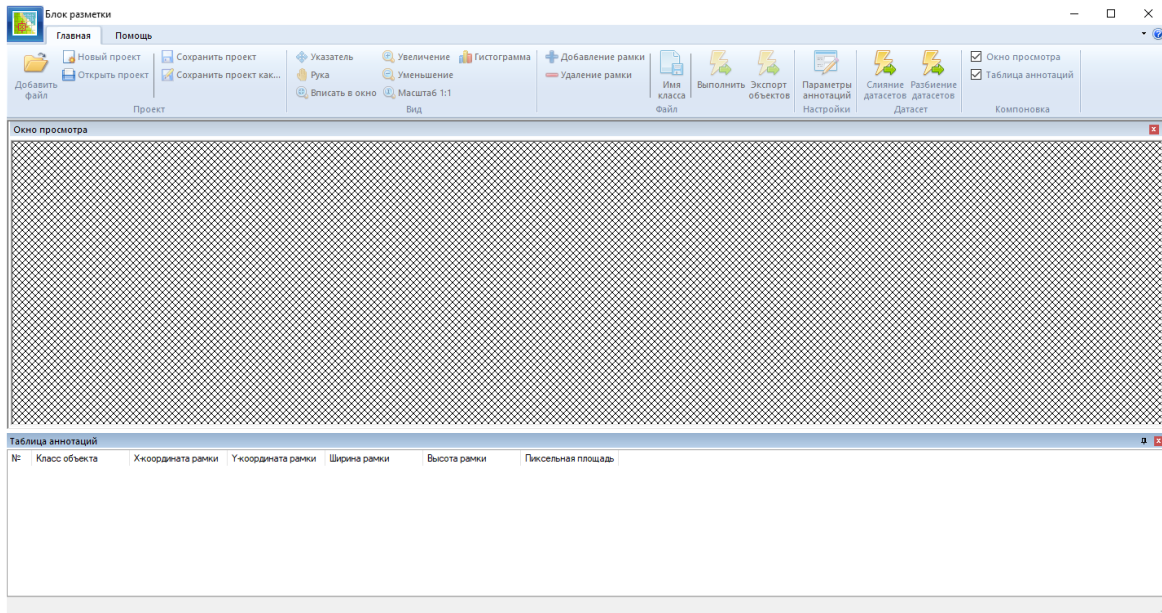 Блок разметки
Главная Помощь
Добавить файл
Новый проект
Открыть проект
Сохранить проект
Сохранить проект как...
Проект
Указатель
Рука
Вписать в окно
Увеличение
Уменьшение
Масштаб 1:1
Гистограмма
Вид
Добавление рамки
Удаление рамки
Имя
класса
Файл
Выполнить
Экспорт
объектов
Параметры
аннотаций
Настройки
Слияние
датасетов
Разбиение
датасетов
Датасет
Окно просмотра
Таблица аннотаций
Компоновка
Окно просмотра
Таблица аннотаций
№ Класс объекта X-координата рамки Y-координата рамки Ширина рамки Высота рамки Пиксельная площадь